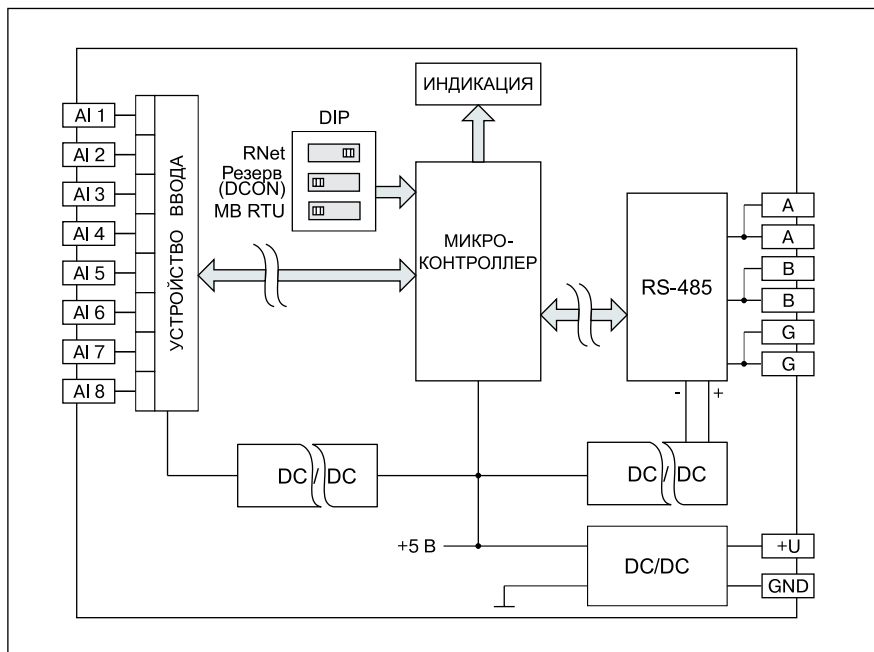 ИНДИКАЦИЯ
DIP
RNet
Резерв
(DCON)
MB RTU
AI 1
AI 2
AI 3
AI 4
AI 5
AI 6
AI 7
AI 8
УСТРОЙСТВО ВВОДА
МИКРО-
КОНТРОЛЛЕР
RS-485
A
A
B
B
G
G
- +
DC / DC
DC / DC
+5 В
DC/DC
+U
GND